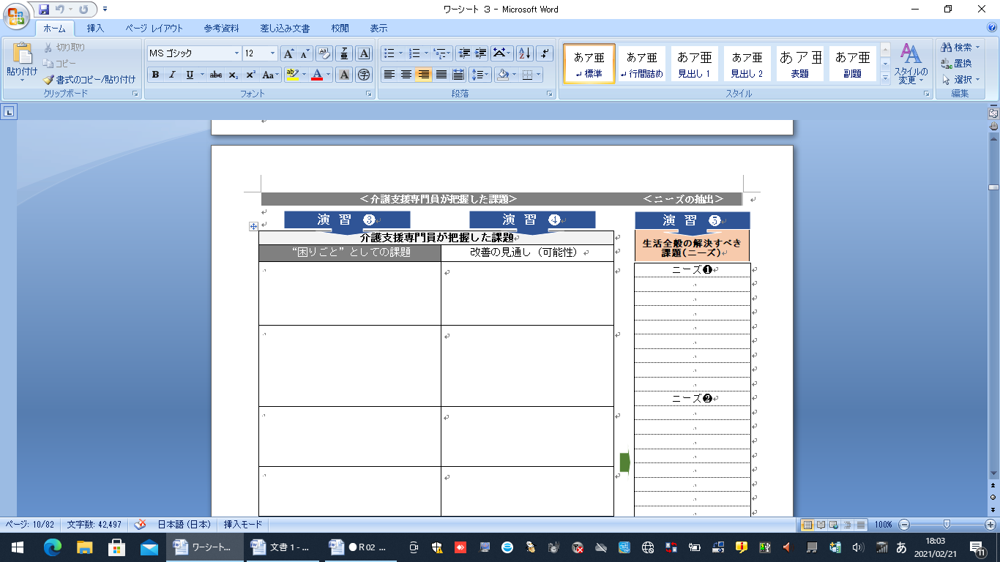 ワーシート 3 - Microsoft Word
ホーム 挿入 ページ レイアウト 参考資料 差し込み文書 校閲 表示
貼り付け
切り取り
コピー
書式のコピー/貼り付け
クリップボード
MS ゴシック 12
B I U abc x₂ x² Aa
フォント
段落
あア亜 標準
あア亜 行間詰め
あア亜 見出し 1
あア亜 見出し 2
あア亜 表題
あア亜 副題
スタイルの変更
スタイル
検索
置換
選択
編集
＜介護支援専門員が把握した課題＞ ＜ニーズの抽出＞
演 習 ❸ 演 習 ❹ 演 習 ❺
介護支援専門員が把握した課題
“困りごと”としての課題 改善の見通し（可能性）
生活全般の解決すべき
課題（ニーズ）
ニーズ❶
ニーズ❷
ページ: 10/82 文字数: 42,497 日本語 (日本) 挿入モード 100%
ワーシート... 文書 1 - ... ●R 02 ... あ 18:03
2021/02/21 11